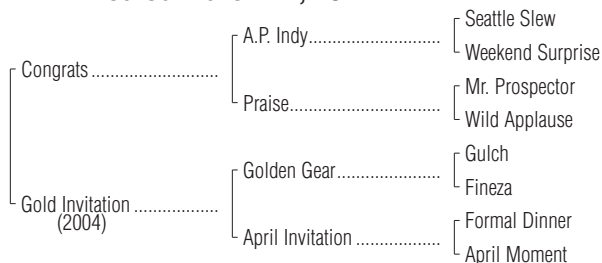 Seattle Slew
A.P. Indy
Weekend Surprise
Congrats
Mr. Prospector
Praise
Wild Applause
Gulch
Golden Gear
Fineza
Gold Invitation
(2004)
Formal Dinner
April Invitation
April Moment